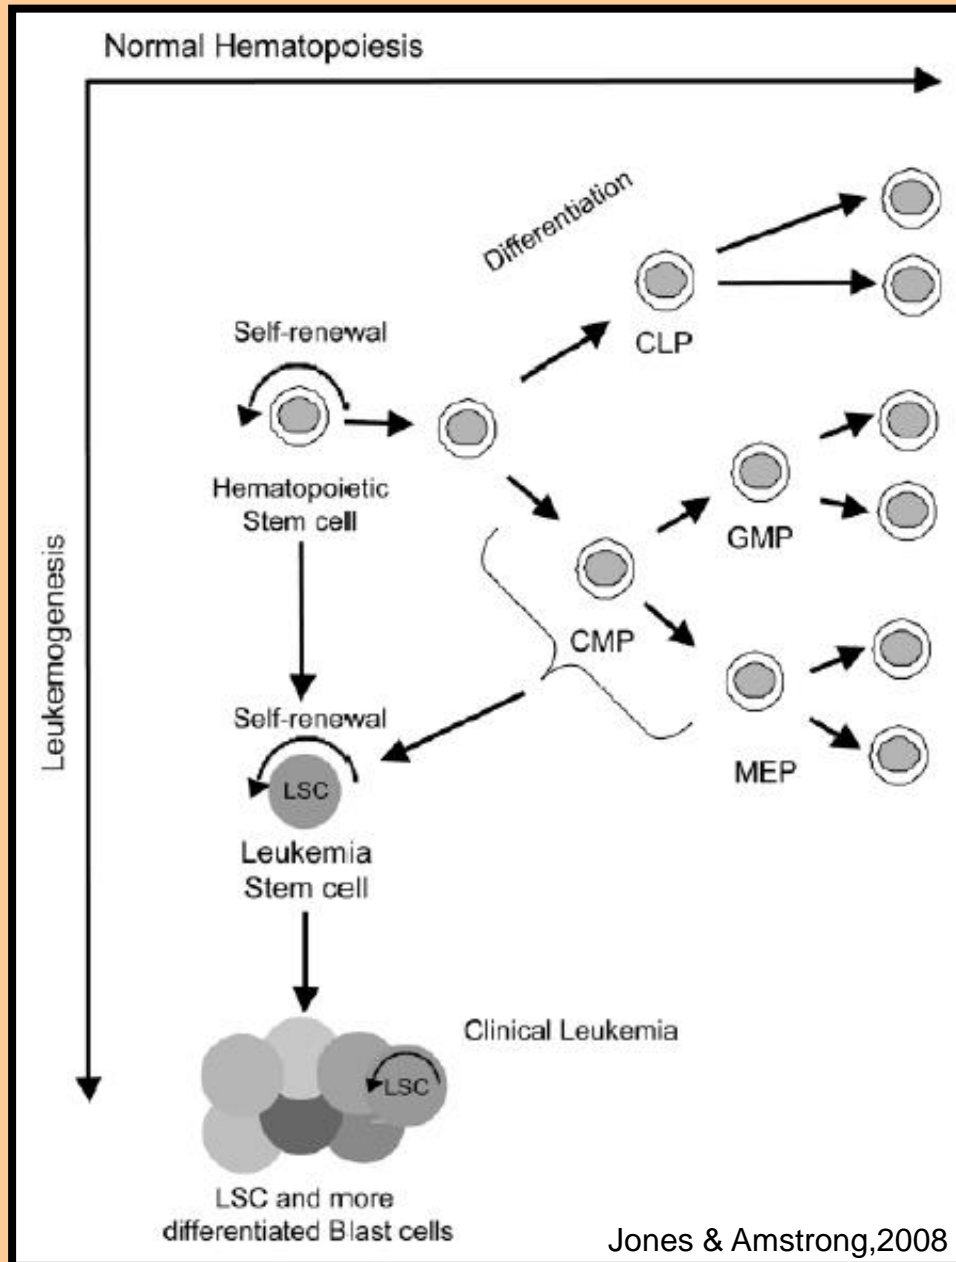 Normal Hematopoiesis
Differentiation
CLP
Self-renewal
Hematopoietic
Stem cell
GMP
CMP
MEP
Leukemogenesis
Self-renewal
LSC
Leukemia
Stem cell
Clinical Leukemia
LSC
LSC and more
differentiated Blast cells
Jones & Amstrong,2008